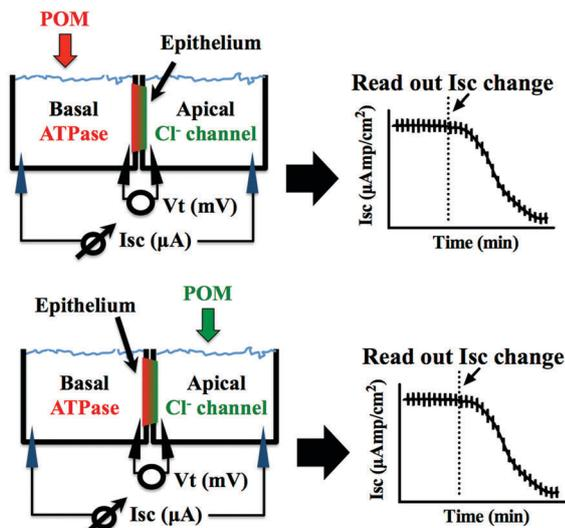 POM
Epithelium
Basal
ATPase
Apical
Cl⁻ channel
Vt (mV)
Isc (µA)
Read out Isc change
Isc (µAmp/cm²)
Time (min)
POM
Epithelium
Basal
ATPase
Apical
Cl⁻ channel
Vt (mV)
Isc (µA)
Read out Isc change
Isc (µAmp/cm²)
Time (min)